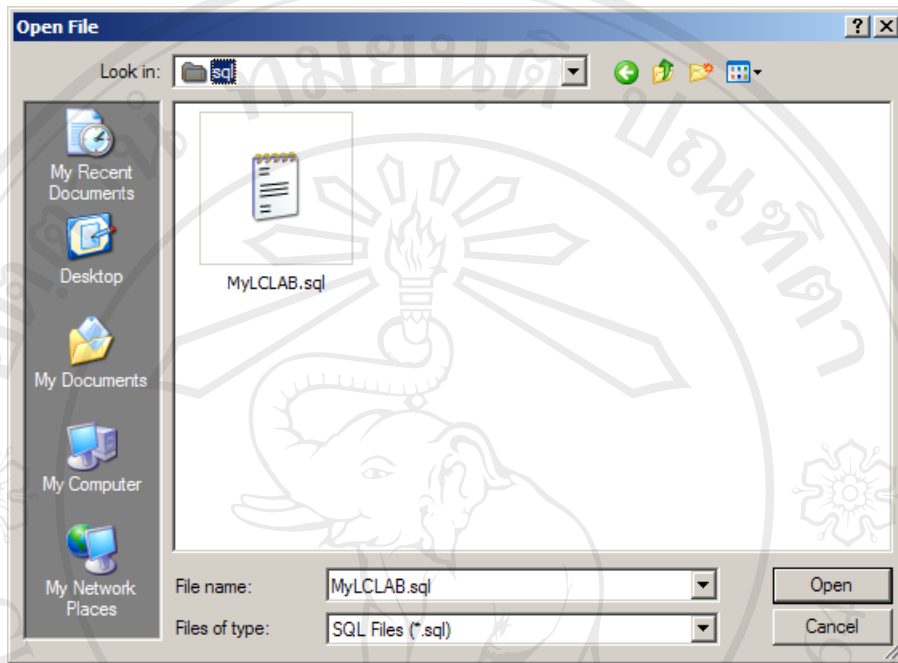 Open File
Look in:
sql
My Recent
Documents
Desktop
My Documents
My Computer
My Network
Places
MyLCLAB.sql
File name:
MyLCLAB.sql
Open
Files of type:
SQL Files (*.sql)
Cancel